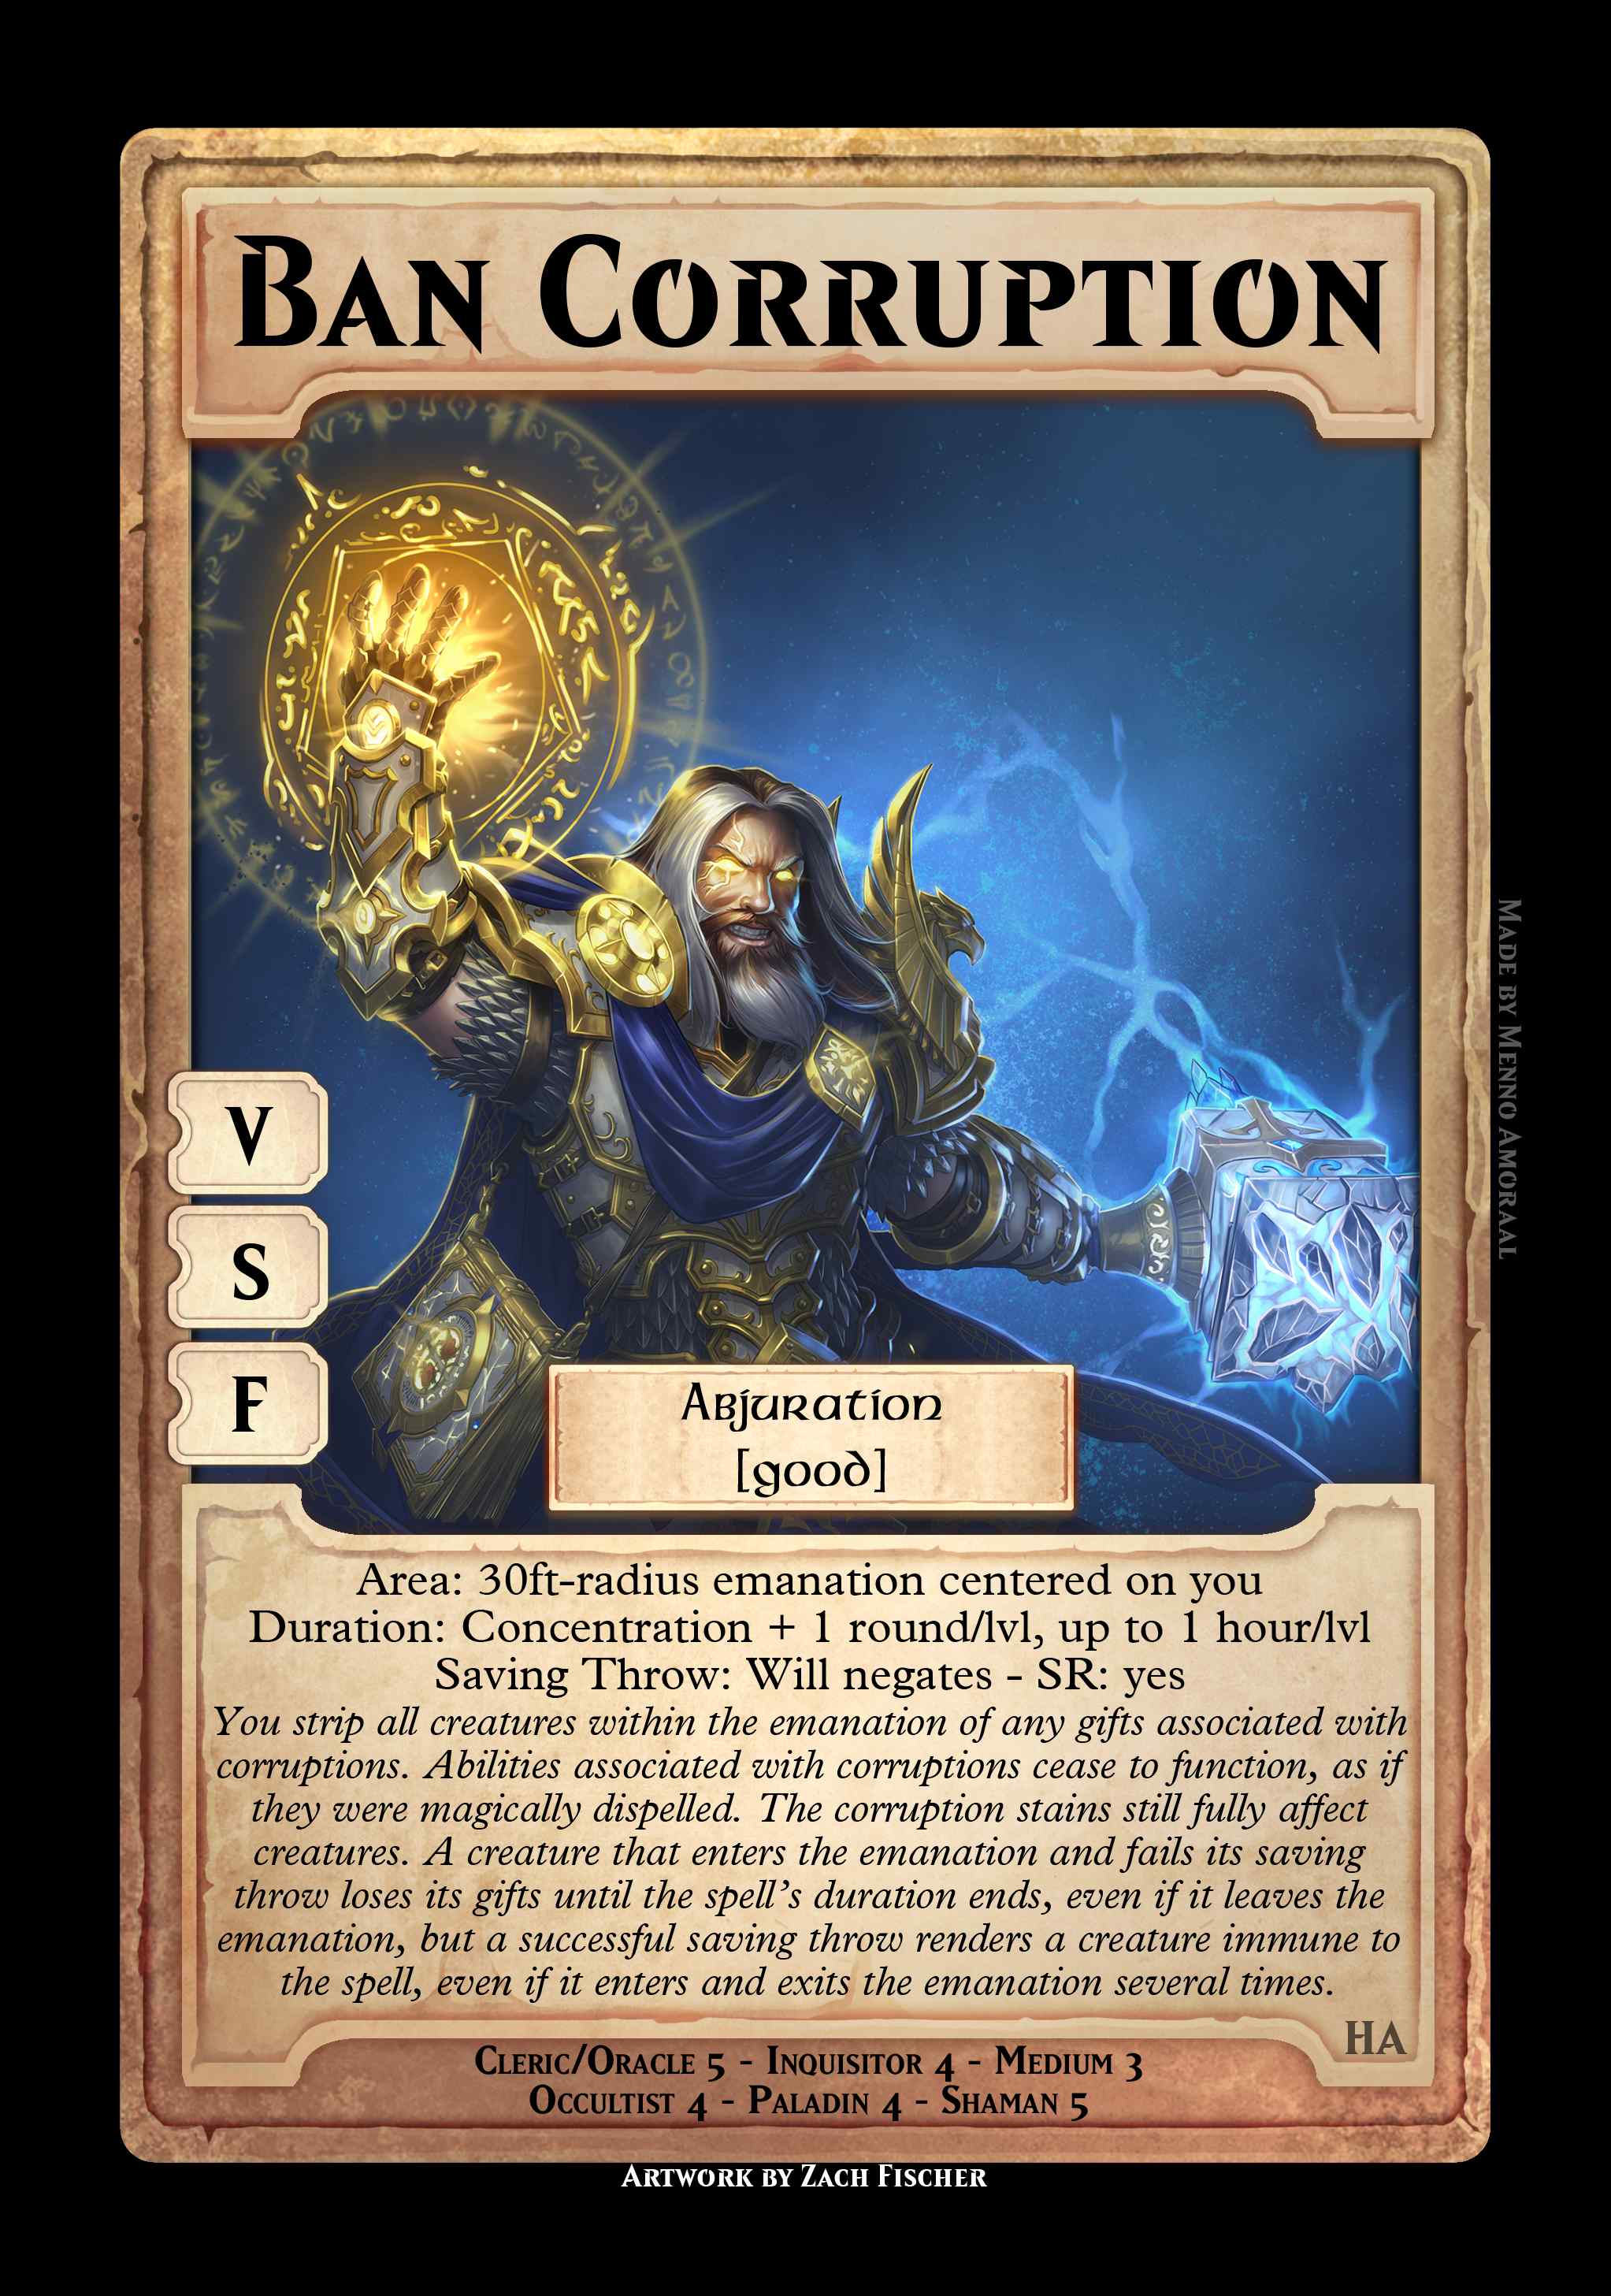 Ban Corruption
V
S
F
Abjuration
[good]
Area: 30ft-radius emanation centered on you
Duration: Concentration + 1 round/lvl, up to 1 hour/lvl
Saving Throw: Will negates - SR: yes
You strip all creatures within the emanation of any gifts associated with
corruptions. Abilities associated with corruptions cease to function, as if
they were magically dispelled. The corruption stains still fully affect
creatures. A creature that enters the emanation and fails its saving
throw loses its gifts until the spell's duration ends, even if it leaves the
emanation, but a successful saving throw renders a creature immune to
the spell, even if it enters and exits the emanation several times.
HA
Cleric/Oracle 5 - Inquisitor 4 - Medium 3
Occultist 4 - Paladin 4 - Shaman 5
Artwork by Zach Fischer
Made by Menno Amoraal